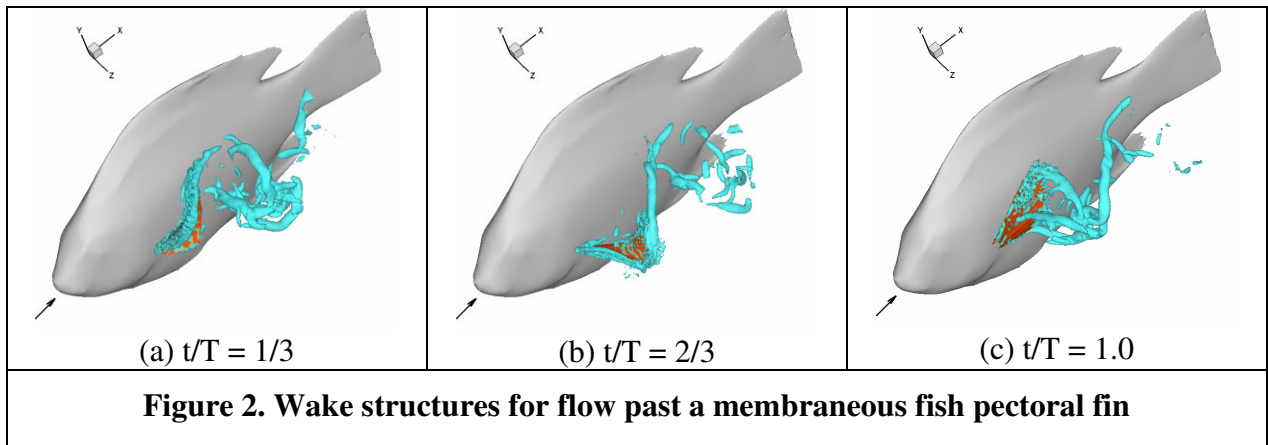 Y
X
Z
Y
X
Z
Y
X
Z
(a) t/T = 1/3
(b) t/T = 2/3
(c) t/T = 1.0
Figure 2. Wake structures for flow past a membraneous fish pectoral fin